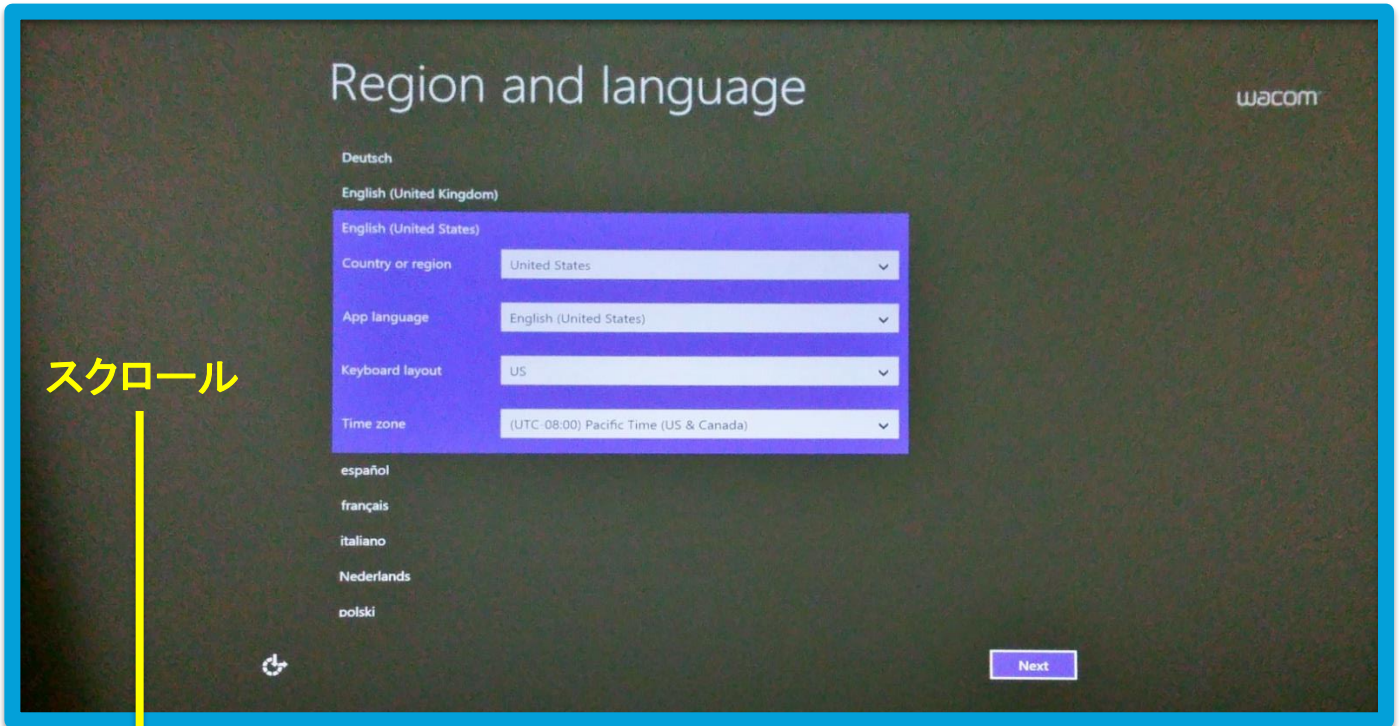 Region and language
wacom
Deutsch
English (United Kingdom)
English (United States)
Country or region United States
App language English (United States)
Keyboard layout US
Time zone (UTC-08:00) Pacific Time (US & Canada)
español
français
italiano
Nederlands
polski
Next
スクロール